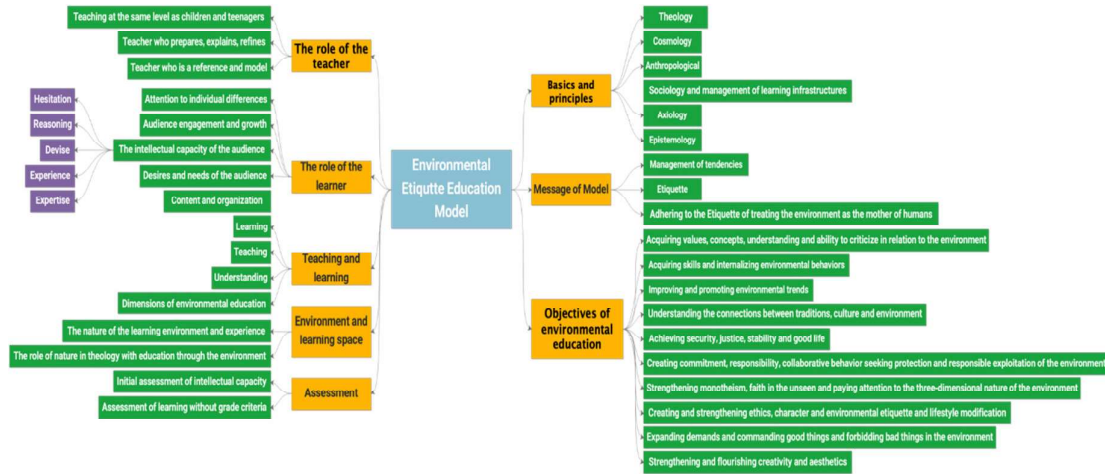 Teaching at the same level as children and teenagers
Teacher who prepares, explains, refines
Teacher who is a reference and model
The role of the
teacher
Hesitation
Reasoning
Devise
Experience
Expertise
Attention to individual differences
Audience engagement and growth
The intellectual capacity of the audience
Desires and needs of the audience
Content and organization
The role of the
learner
Learning
Teaching
Understanding
Dimensions of environmental education
Teaching and
learning
The nature of the learning environment and experience
The role of nature in theology with education through the environment
Environment and
learning space
Initial assessment of intellectual capacity
Assessment of learning without grade criteria
Assessment
Environmental
Etiqutte Education
Model
Basics and
principles
Theology
Cosmology
Anthropological
Sociology and management of learning infrastructures
Axiology
Epistemology
Message of Model
Management of tendencies
Etiquette
Adhering to the Etiquette of treating the environment as the mother of humans
Objectives of
environmental
education
Acquiring values, concepts, understanding and ability to criticize in relation to the environment
Acquiring skills and internalizing environmental behaviors
Improving and promoting environmental trends
Understanding the connections between traditions, culture and environment
Achieving security, justice, stability and good life
Creating commitment, responsibility, collaborative behavior seeking protection and responsible exploitation of the environment
Strengthening monotheism, faith in the unseen and paying attention to the three-dimensional nature of the environment
Creating and strengthening ethics, character and environmental etiquette and lifestyle modification
Expanding demands and commanding good things and forbidding bad things in the environment
Strengthening and flourishing creativity and aesthetics